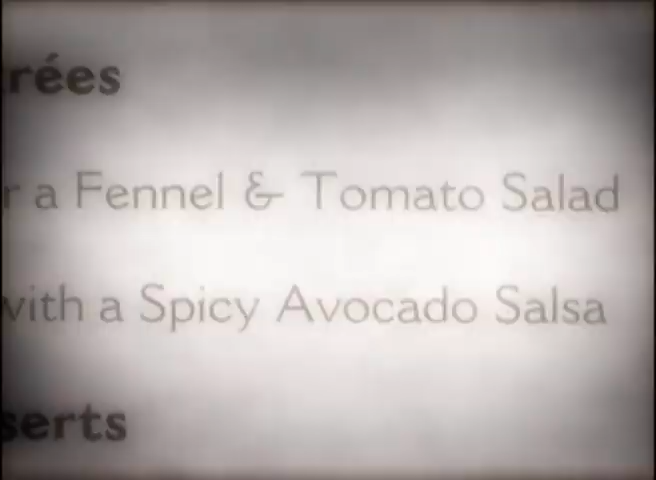 rées
r a Fennel & Tomato Salad
with a Spicy Avocado Salsa
serts